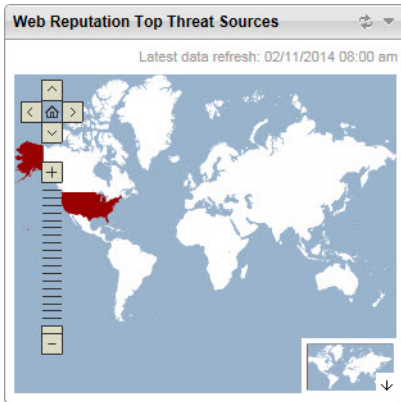 Web Reputation Top Threat Sources
Latest data refresh: 02/11/2014 08:00 am